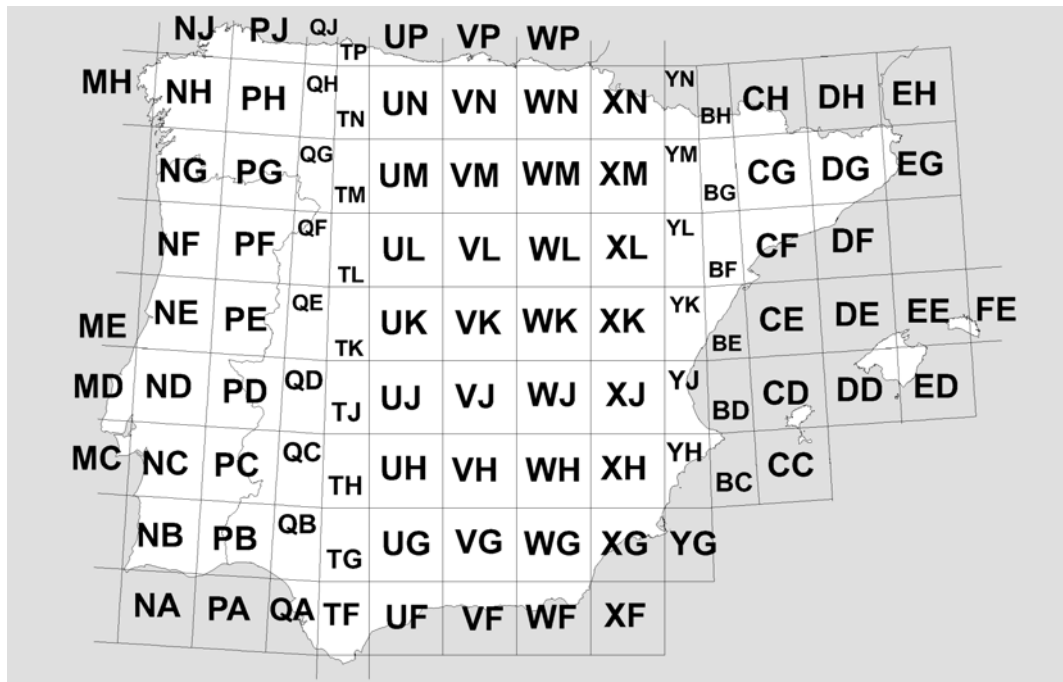 NJ PJ QJ TP UP VP WP
MH NH PH QH TN UN VN WN XN YN BH CH DH EH
NG PG QG TM UM VM WM XM YM BG CG DG EG
NF PF QF TL UL VL WL XL YL BF CF DF
ME NE PE QE TK UK VK WK XK YK BE CE DE EE FE
MD ND PD QD TJ UJ VJ WJ XJ YJ BD CD DD ED
MC NC PC QC TH UH VH WH XH YH BC CC
NB PB QB TG UG VG WG XG YG
NA PA QA TF UF VF WF XF